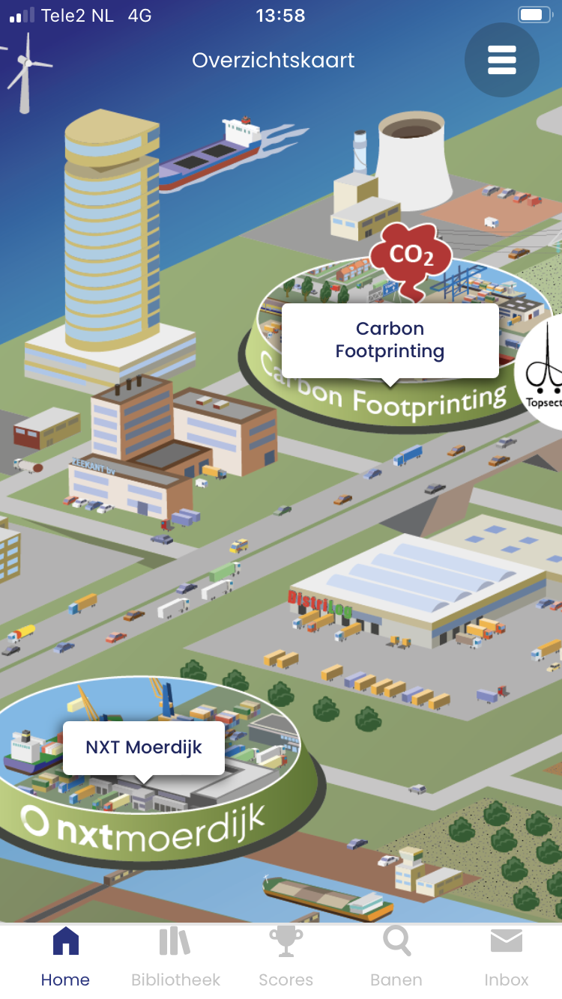 Tele2 NL 4G 13:58
Overzichtskaart
CO2
Carbon
Footprinting
Carbon Footprinting
Topsect
ZEEKANT bv
DistriLog
NXT Moerdijk
nxtmoerdijk
Home Bibliotheek Scores Banen Inbox